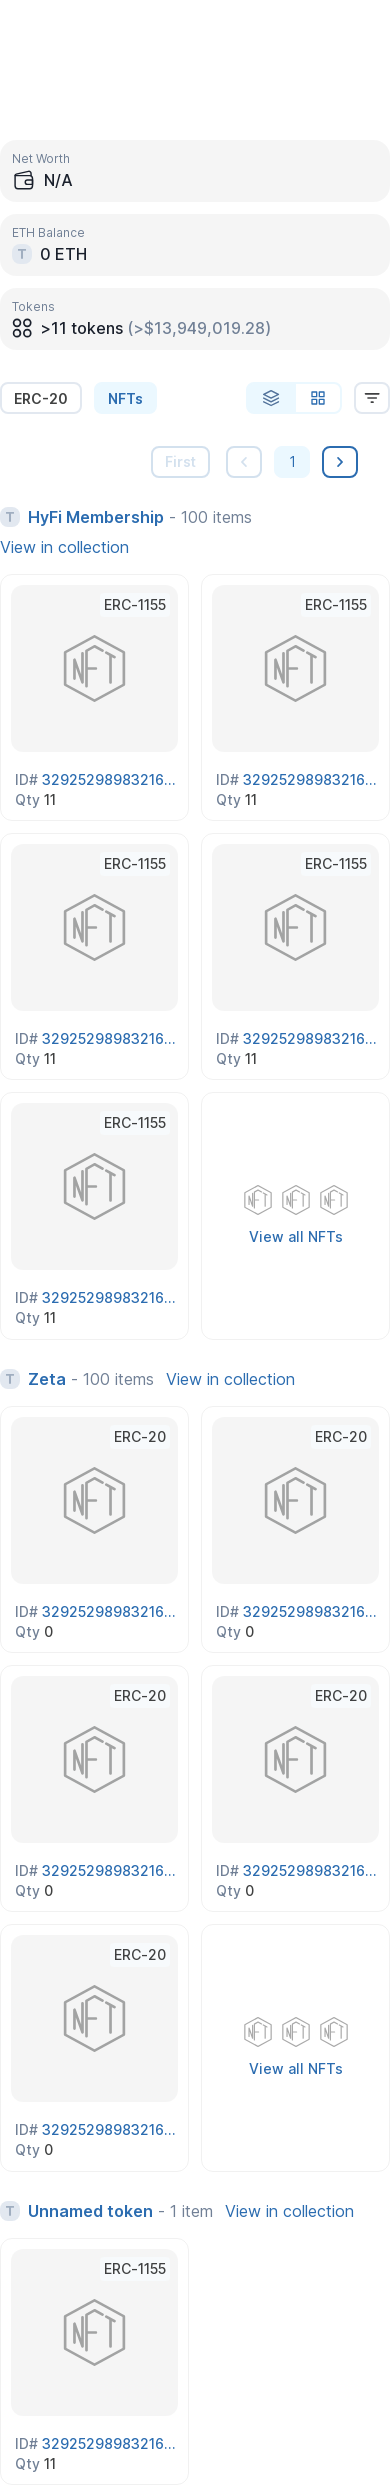 Net Worth
N/A
ETH Balance
T 0 ETH
Tokens
>11 tokens (>$13,949,019.28)
ERC-20 NFTs
First 1
T HyFi Membership - 100 items
View in collection
ERC-1155 ERC-1155
NFT NFT
ID# 32925298983216... ID# 32925298983216...
Qty 11 Qty 11
ERC-1155 ERC-1155
NFT NFT
ID# 32925298983216... ID# 32925298983216...
Qty 11 Qty 11
ERC-1155
NFT
NFT NFT NFT
View all NFTs
ID# 32925298983216...
Qty 11
T Zeta - 100 items View in collection
ERC-20 ERC-20
NFT NFT
ID# 32925298983216... ID# 32925298983216...
Qty 0 Qty 0
ERC-20 ERC-20
NFT NFT
ID# 32925298983216... ID# 32925298983216...
Qty 0 Qty 0
ERC-20
NFT
NFT NFT NFT
View all NFTs
ID# 32925298983216...
Qty 0
T Unnamed token - 1 item View in collection
ERC-1155
NFT
ID# 32925298983216...
Qty 11